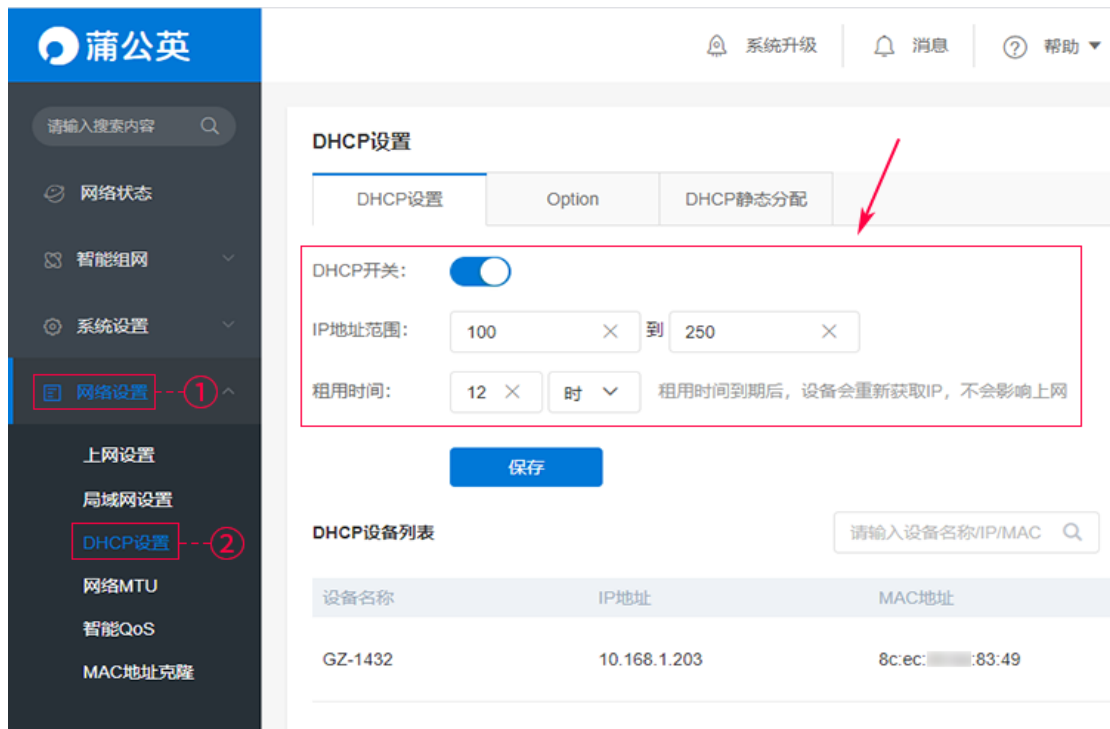 蒲公英
系统升级 消息 帮助
请输入搜索内容
网络状态
智能组网
系统设置
网络设置 ①
上网设置
局域网设置
DHCP设置 ②
网络MTU
智能QoS
MAC地址克隆
DHCP设置
DHCP设置 Option DHCP静态分配
DHCP开关：
IP地址范围： 100 到 250
租用时间： 12 时 租用时间到期后，设备会重新获取IP，不会影响上网
保存
DHCP设备列表 请输入设备名称/IP/MAC
设备名称 IP地址 MAC地址
GZ-1432 10.168.1.203 8c:ec: :83:49